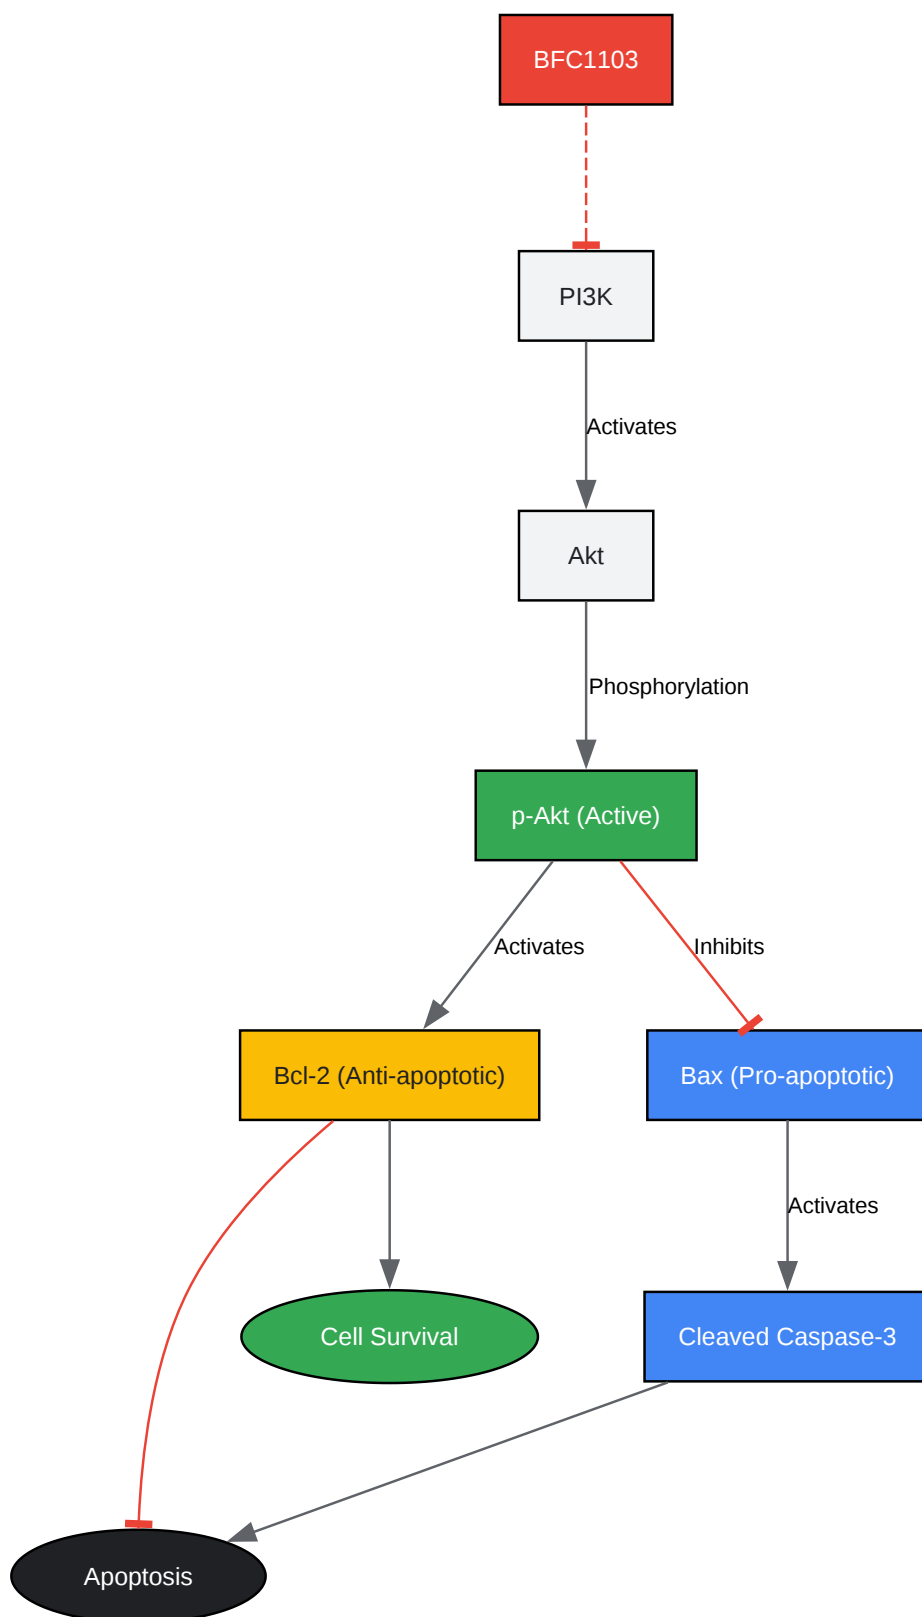 BFC1103
PI3K
Activates
Akt
Phosphorylation
p-Akt (Active)
Activates
Inhibits
Bcl-2 (Anti-apoptotic)
Bax (Pro-apoptotic)
Activates
Cell Survival
Cleaved Caspase-3
Apoptosis